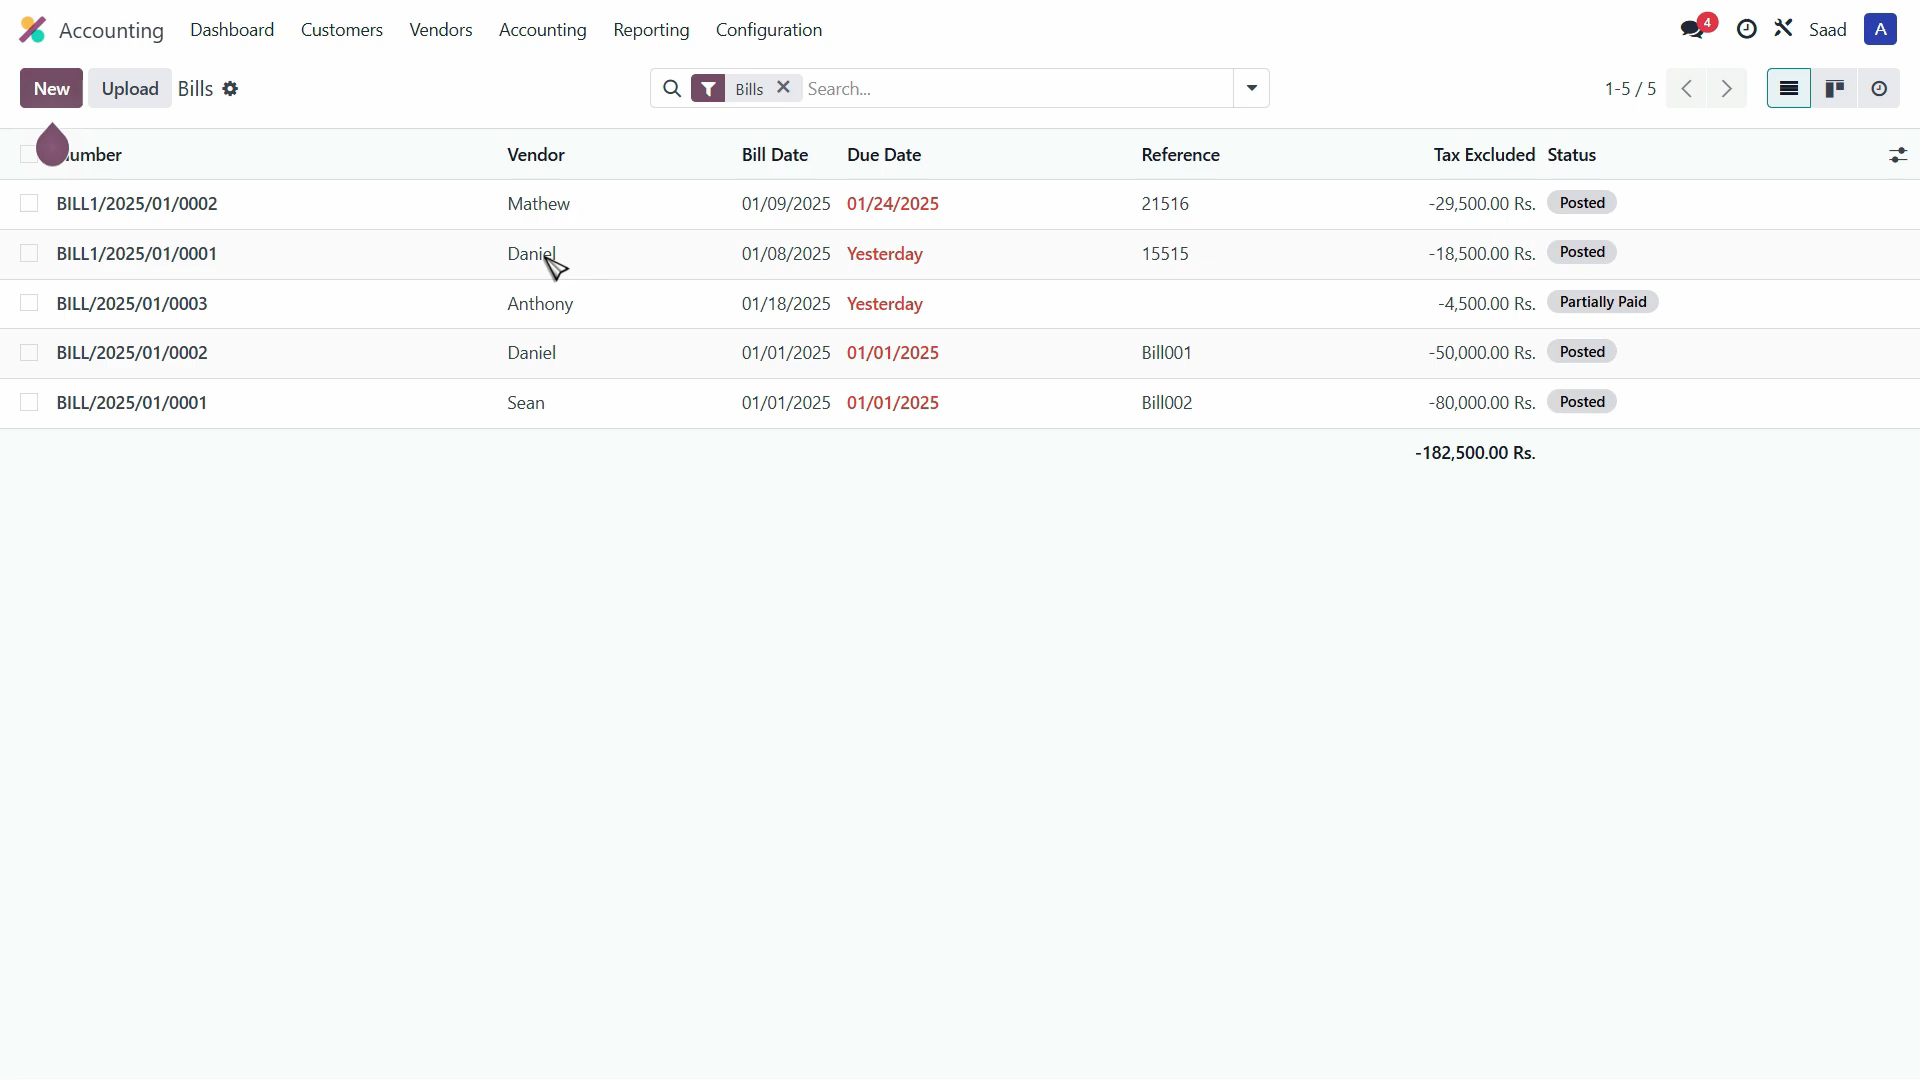 Accounting Dashboard Customers Vendors Accounting Reporting Configuration 4 Saad A
New Upload Bills Bills Search... 1-5 / 5
Vendor Bill Date Due Date Reference Tax Excluded Status
BILL1/2025/01/0002 Mathew 01/09/2025 01/24/2025 21516 -29,500.00 Rs. Posted
BILL1/2025/01/0001 Daniel 01/08/2025 Yesterday 15515 -18,500.00 Rs. Posted
BILL/2025/01/0003 Anthony 01/18/2025 Yesterday -4,500.00 Rs. Partially Paid
BILL/2025/01/0002 Daniel 01/01/2025 01/01/2025 Bill001 -50,000.00 Rs. Posted
BILL/2025/01/0001 Sean 01/01/2025 01/01/2025 Bill002 -80,000.00 Rs. Posted
-182,500.00 Rs.